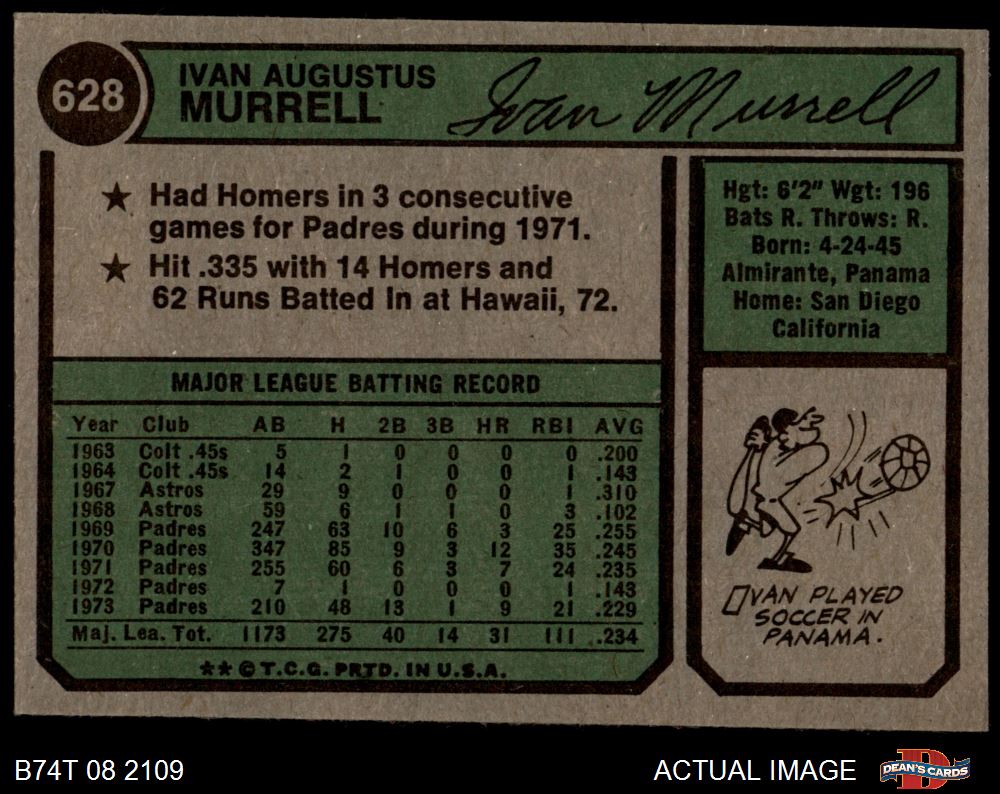 628
IVAN AUGUSTUS
MURRELL
Ivan Murrell
★ Had Homers in 3 consecutive
games for Padres during 1971.
★ Hit .335 with 14 Homers and
62 Runs Batted In at Hawaii, 72.
Hgt: 6'2" Wgt: 196
Bats R. Throws: R.
Born: 4-24-45
Almirante, Panama
Home: San Diego
California
MAJOR LEAGUE BATTING RECORD
Year Club AB H 2B 3B HR RBI AVG
1963 Colt .45s 5 1 0 0 0 0 .200
1964 Colt .45s 14 2 1 0 0 1 .143
1967 Astros 29 9 0 0 0 1 .310
1968 Astros 59 6 1 1 0 3 .102
1969 Padres 247 63 10 6 3 25 .255
1970 Padres 347 85 9 3 12 35 .245
1971 Padres 255 60 6 3 7 24 .235
1972 Padres 7 1 0 0 0 1 .143
1973 Padres 210 48 13 1 9 21 .229
Maj. Lea. Tot. 1173 275 40 14 31 111 .234
**©T.C.G. PRTD. IN U.S.A.
IVAN PLAYED
SOCCER IN
PANAMA.
B74T 08 2109
ACTUAL IMAGE
D
DEAN'S CARDS